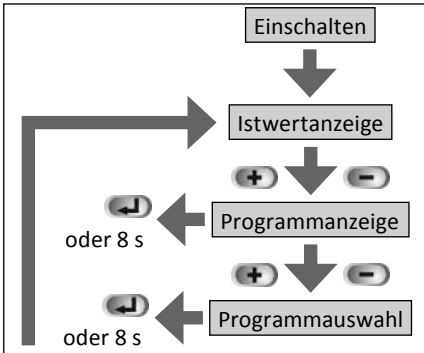 Einschalten
Istwertanzeige
+ −
Programmanzeige
oder 8 s
+ −
Programmauswahl
oder 8 s